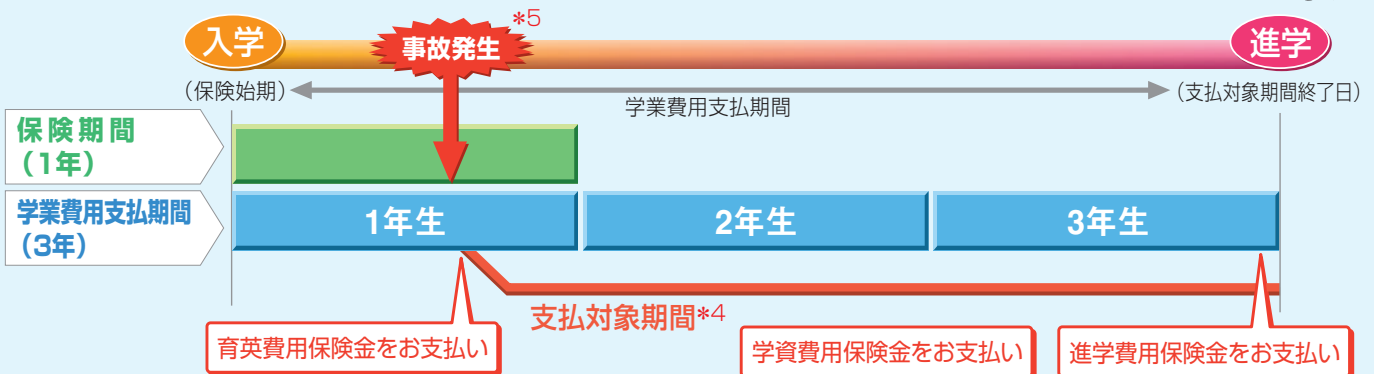 入学
事故発生
*5
進学
(保険始期)
学業費用支払期間
(支払対象期間終了日)
保険期間
(1年)
学業費用支払期間
(3年)
1年生
2年生
3年生
支払対象期間*4
育英費用保険金をお支払い
学資費用保険金をお支払い
進学費用保険金をお支払い